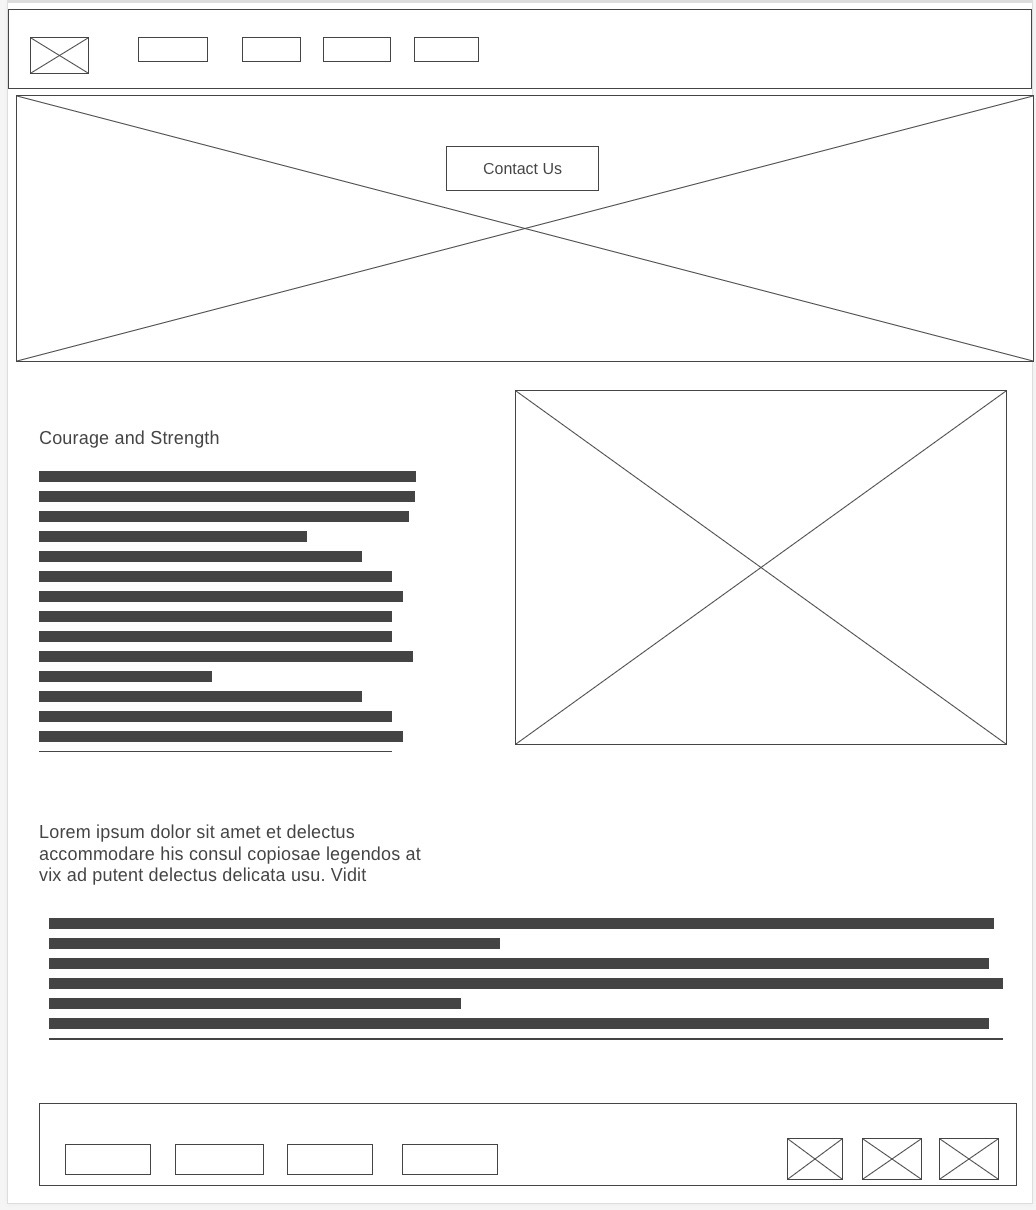 Contact Us
Courage and Strength
Lorem ipsum dolor sit amet et delectus
accommodare his consul copiosae legendos at
vix ad putent delectus delicata usu. Vidit